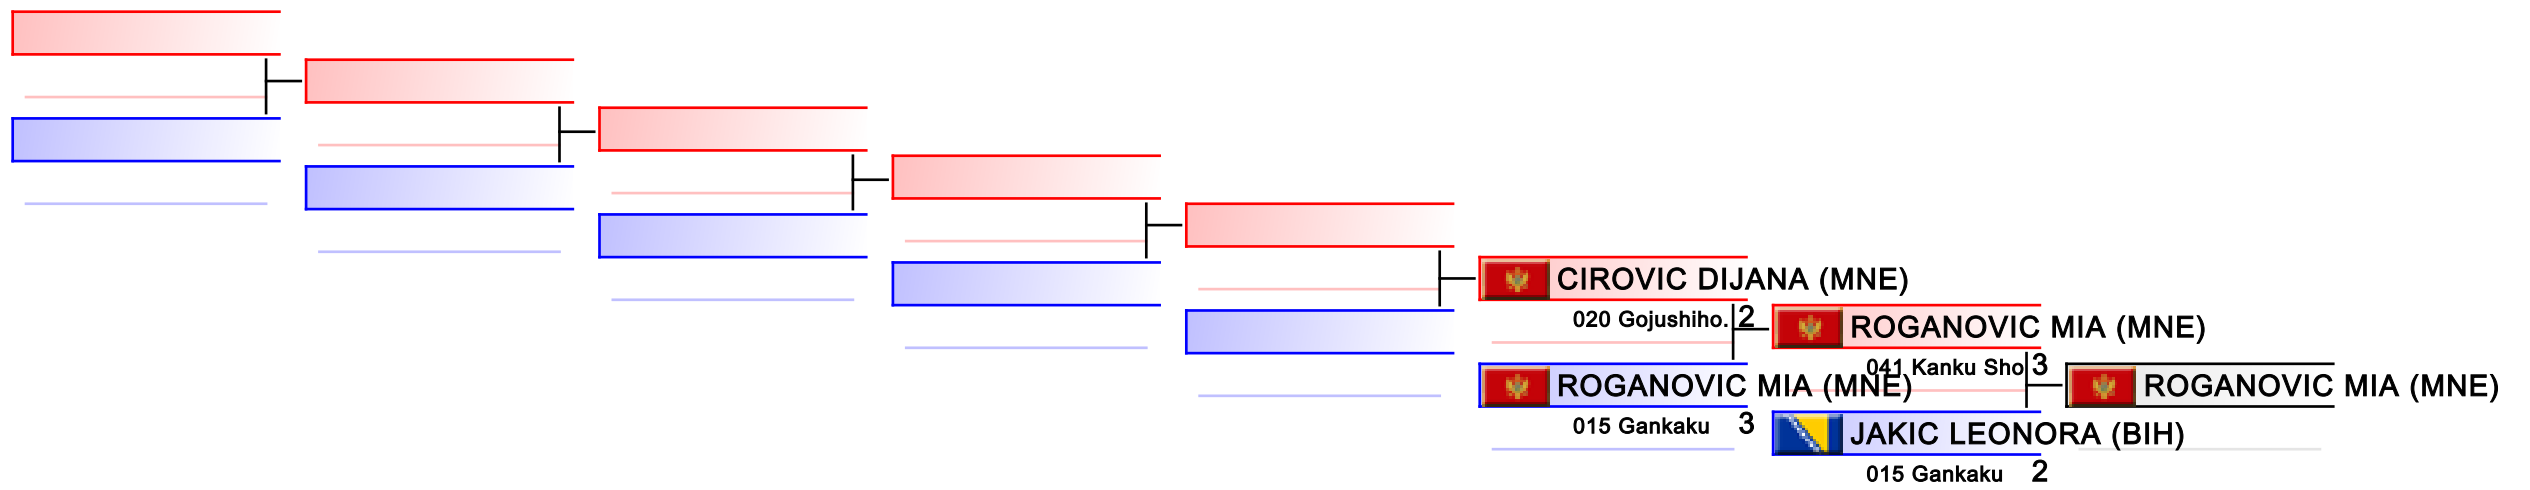 CIROVIC DIJANA (MNE)
020 Gojushiho. 2
ROGANOVIC MIA (MNE)
015 Gankaku 3
ROGANOVIC MIA (MNE)
041 Kanku Sho 3
JAKIC LEONORA (BIH)
015 Gankaku 2
ROGANOVIC MIA (MNE)